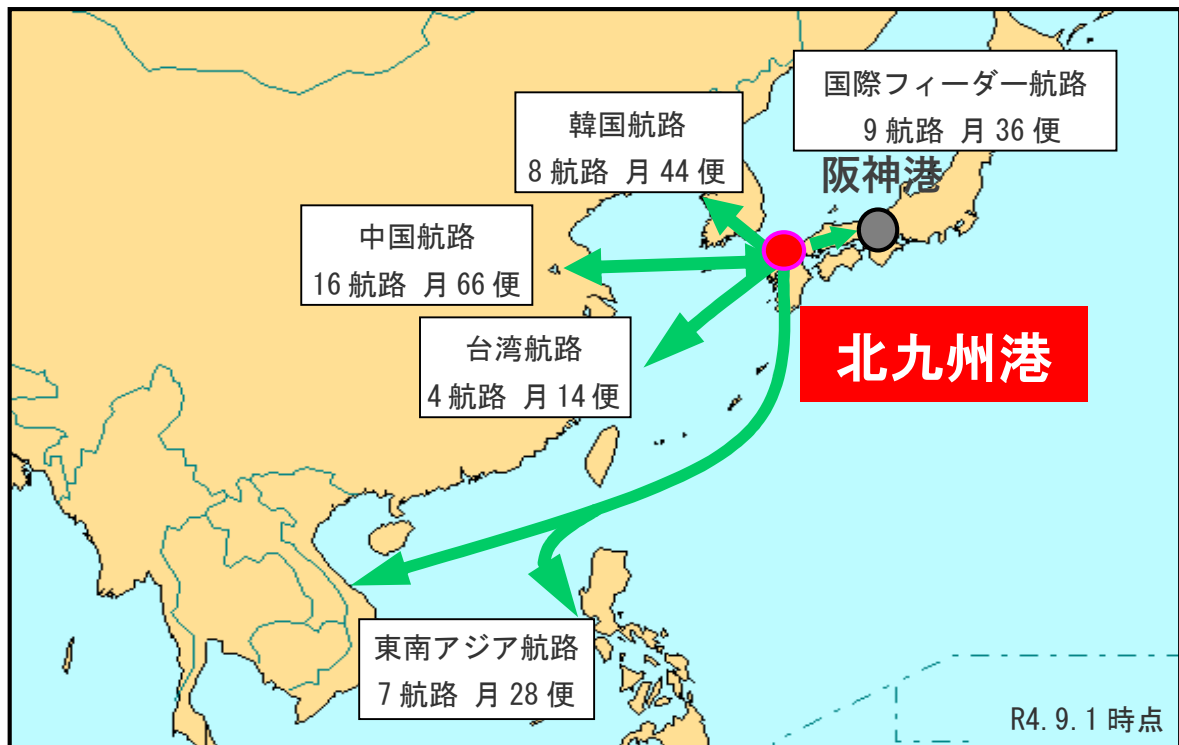 国際フィーダー航路
9航路 月36便
韓国航路
8航路 月44便
阪神港
中国航路
16航路 月66便
台湾航路
4航路 月14便
北九州港
東南アジア航路
7航路 月28便
R4.9.1時点